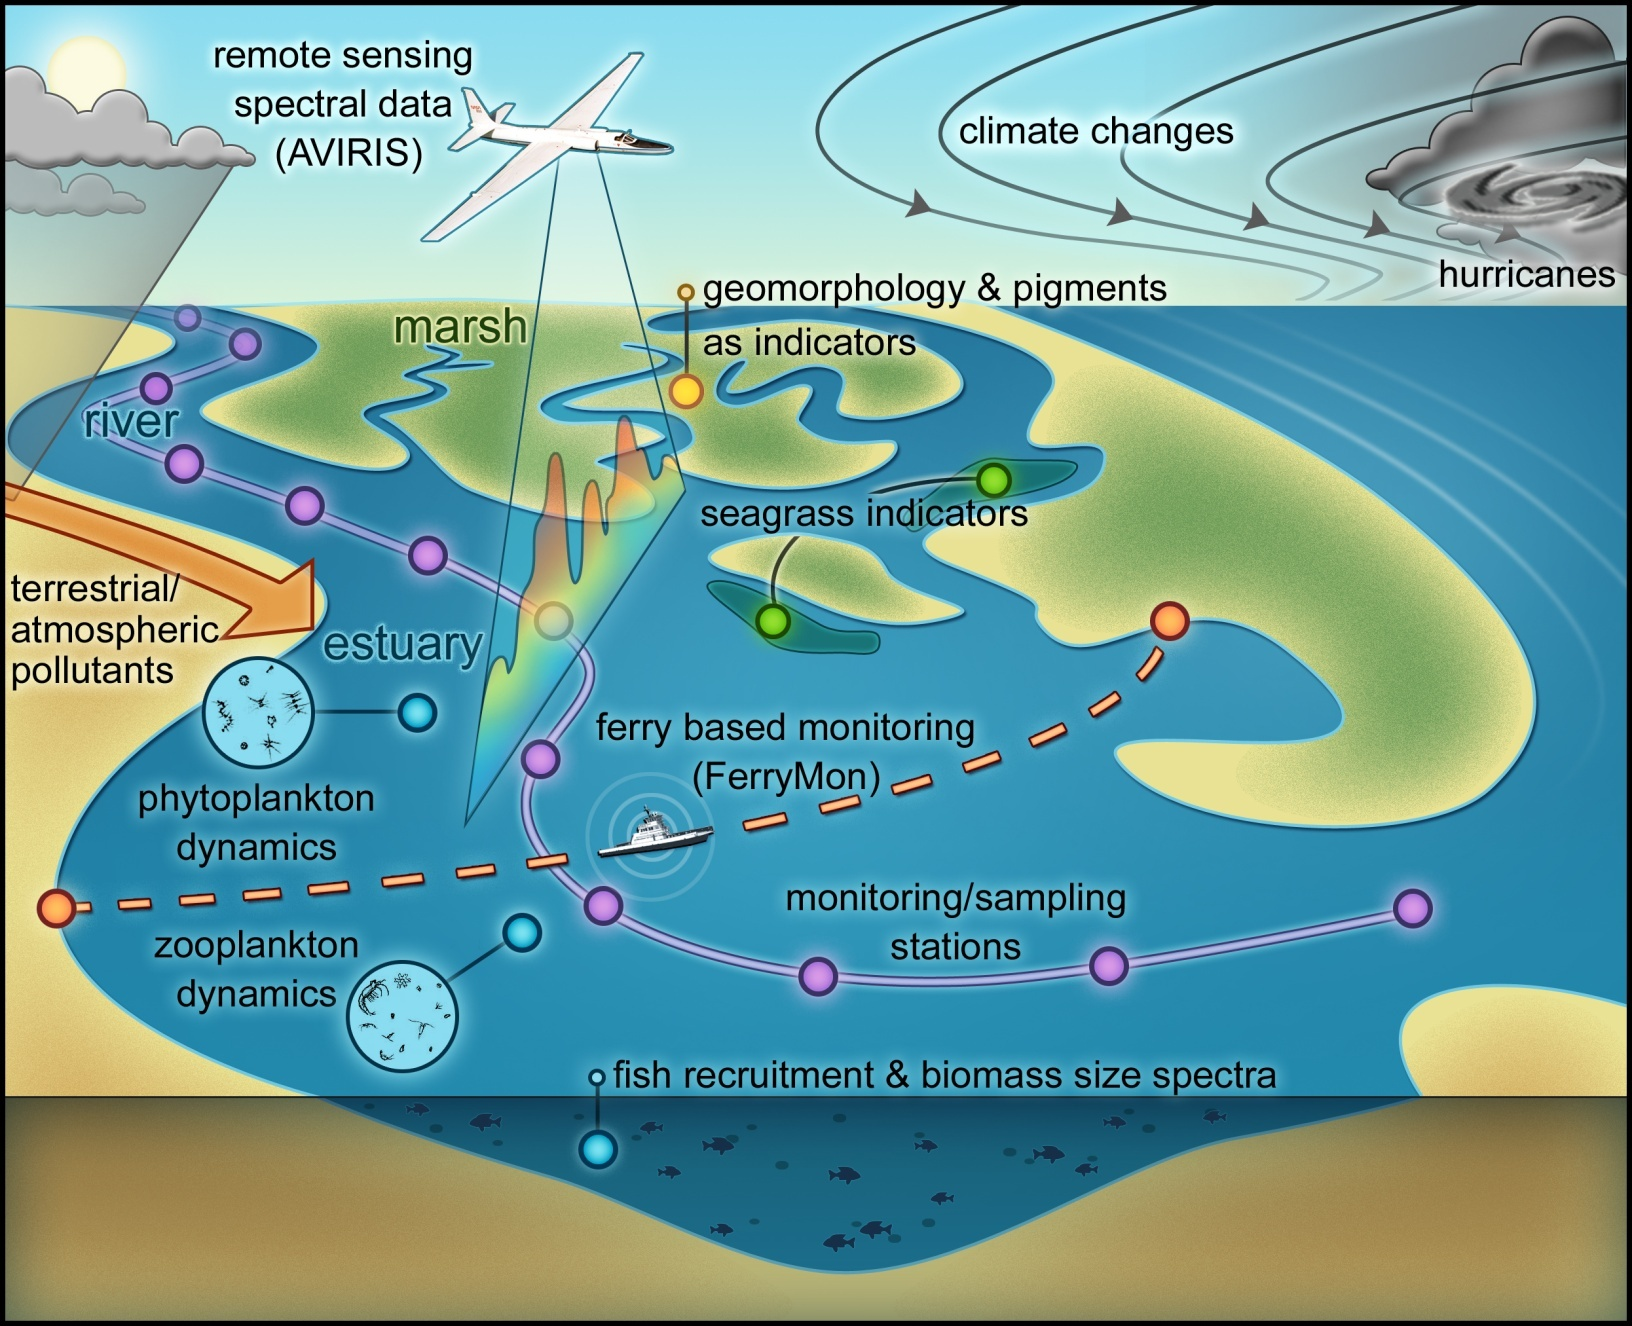 remote sensing
spectral data
(AVIRIS)
climate changes
hurricanes
geomorphology & pigments
as indicators
marsh
river
seagrass indicators
terrestrial/
atmospheric
pollutants
estuary
ferry based monitoring
(FerryMon)
phytoplankton
dynamics
monitoring/sampling
stations
zooplankton
dynamics
fish recruitment & biomass size spectra